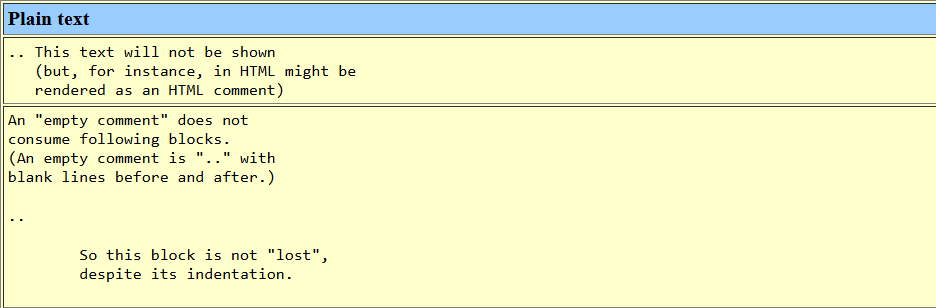 Plain text
.. This text will not be shown
(but, for instance, in HTML might be
rendered as an HTML comment)
An "empty comment" does not
consume following blocks.
(An empty comment is ".." with
blank lines before and after.)
..
So this block is not "lost",
despite its indentation.